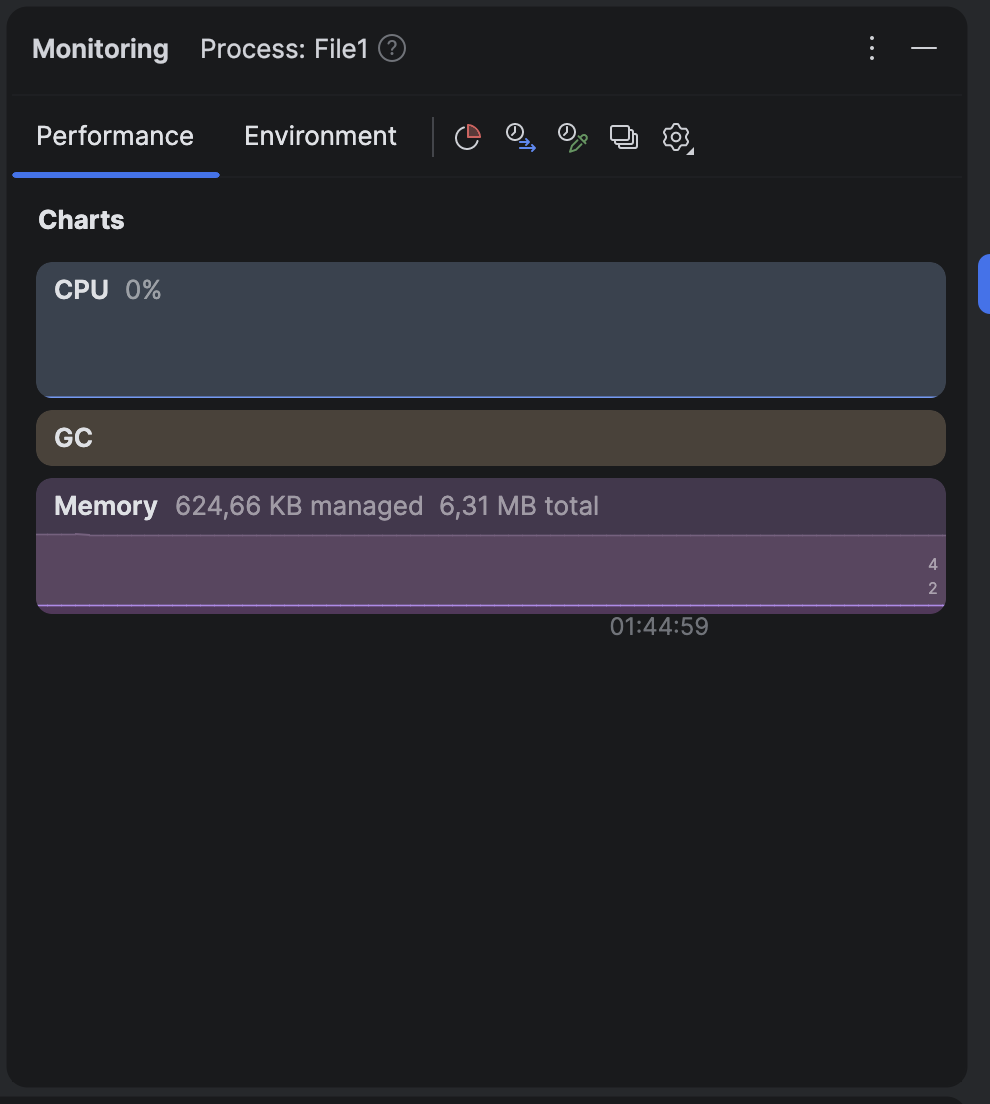 Monitoring Process: File1 ?
Performance Environment
Charts
CPU 0%
GC
Memory 624,66 KB managed 6,31 MB total
4
2
01:44:59